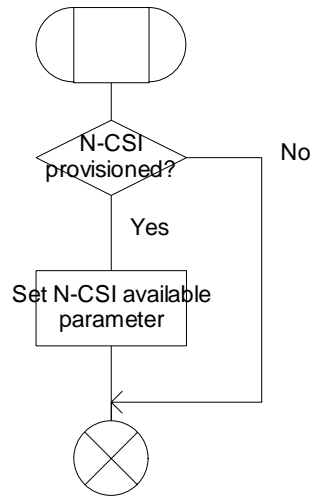 N-CSI
provisioned?
No
Yes
Set N-CSI available
parameter